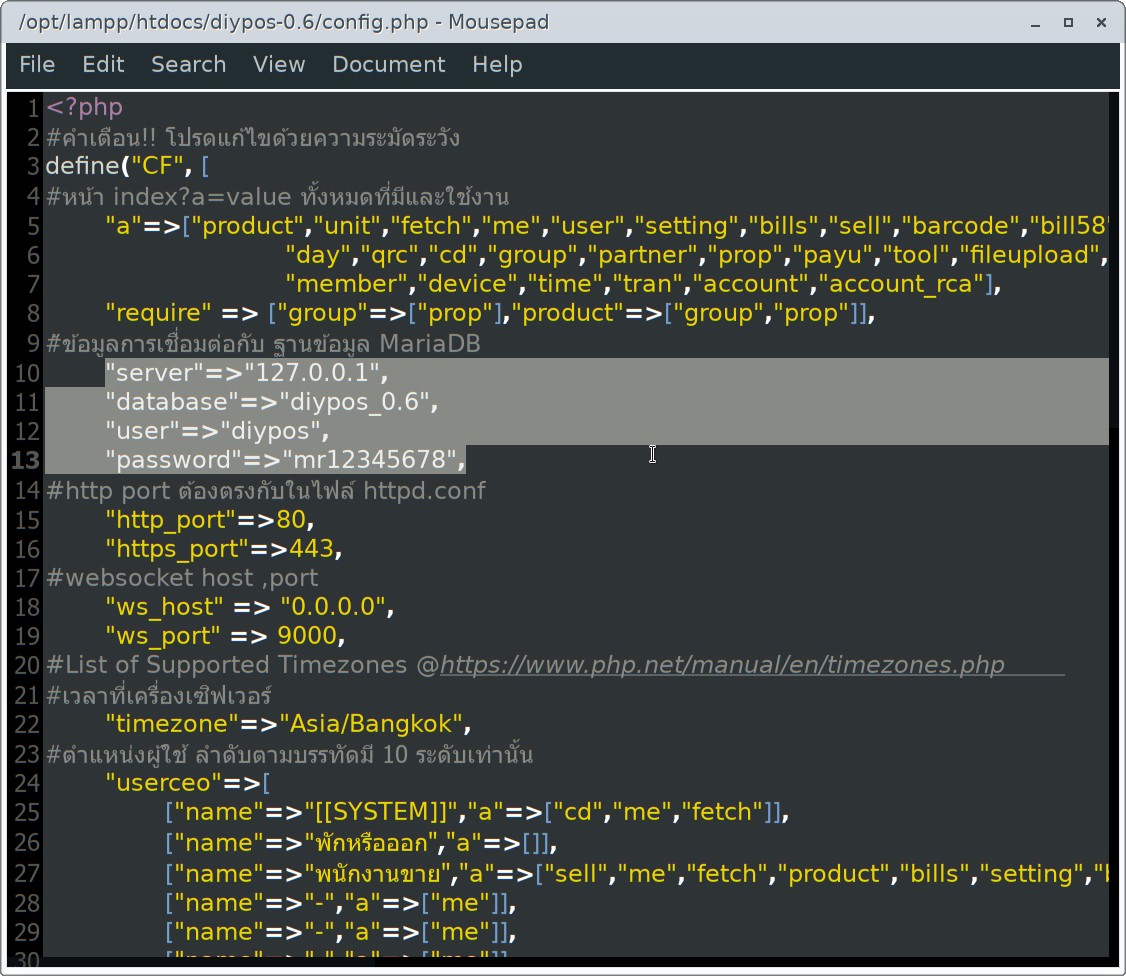 /opt/lampp/htdocs/diypos-0.6/config.php - Mousepad
File Edit Search View Document Help
1 <?php
2 #คำเตือน!! โปรดแก้ไขด้วยความระมัดระวัง
3 define("CF", [
4 #หน้า index?a=value ทั้งหมดที่มีและใช้งาน
5 "a"=>["product","unit","fetch","me","user","setting","bills","sell","barcode","bill58"
6 "day","qrc","cd","group","partner","prop","payu","tool","fileupload",
7 "member","device","time","tran","account","account_rca"],
8 "require" => ["group"=>["prop"],"product"=>["group","prop"]],
9 #ข้อมูลการเชื่อมต่อกับ ฐานข้อมูล MariaDB
10 "server"=>"127.0.0.1",
11 "database"=>"diypos_0.6",
12 "user"=>"diypos",
13 "password"=>"mr12345678",
14 #http port ต้องตรงกับในไฟล์ httpd.conf
15 "http_port"=>80,
16 "https_port"=>443,
17 #websocket host ,port
18 "ws_host" => "0.0.0.0",
19 "ws_port" => 9000,
20 #List of Supported Timezones @https://www.php.net/manual/en/timezones.php
21 #เวลาที่เครื่องเซิฟเวอร์
22 "timezone"=>"Asia/Bangkok",
23 #ตำแหน่งผู้ใช้ ลำดับตามบรรทัดมี 10 ระดับเท่านั้น
24 "userceo"=>[
25 ["name"=>"[[SYSTEM]]","a"=>["cd","me","fetch"]],
26 ["name"=>"พักหรือออก","a"=>[]],
27 ["name"=>"พนักงานขาย","a"=>["sell","me","fetch","product","bills","setting","b
28 ["name"=>"-","a"=>["me"]],
29 ["name"=>"-","a"=>["me"]],
30 ["name"=>"-","a"=>["me"]],